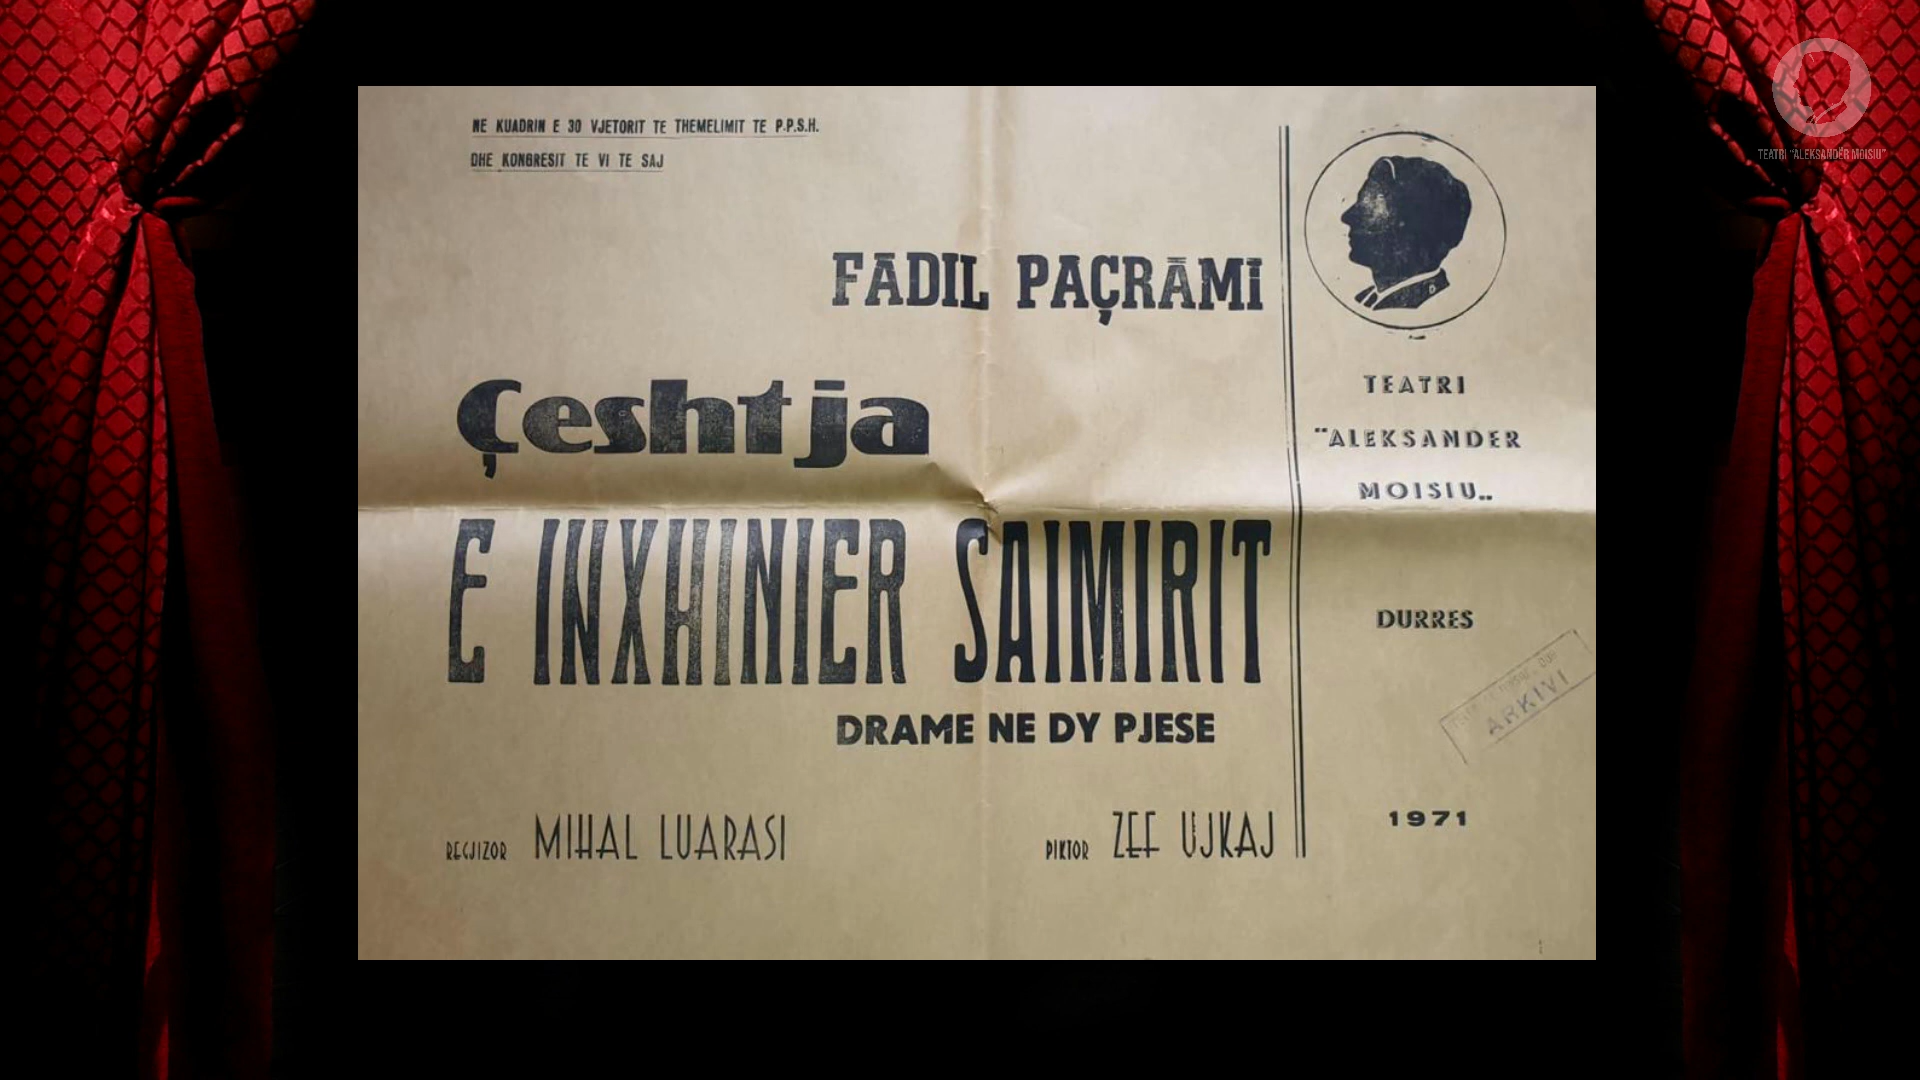 NE KUADRIN E 30 VJETORIT TE THEMELIMIT TE P.P.S.H.
DHE KONGRESIT TE VI TE SAJ
FADIL PAÇRAMI
Çeshtja
E INXHINIER SAIMIRIT
DRAME NE DY PJESE
REGJIZOR MIHAL LUARASI
PIKTOR ZEF UJKAJ
TEATRI
"ALEKSANDER
MOISIU„
DURRES
ARKIVI
1971
TEATRI "ALEKSANDËR MOISIU"